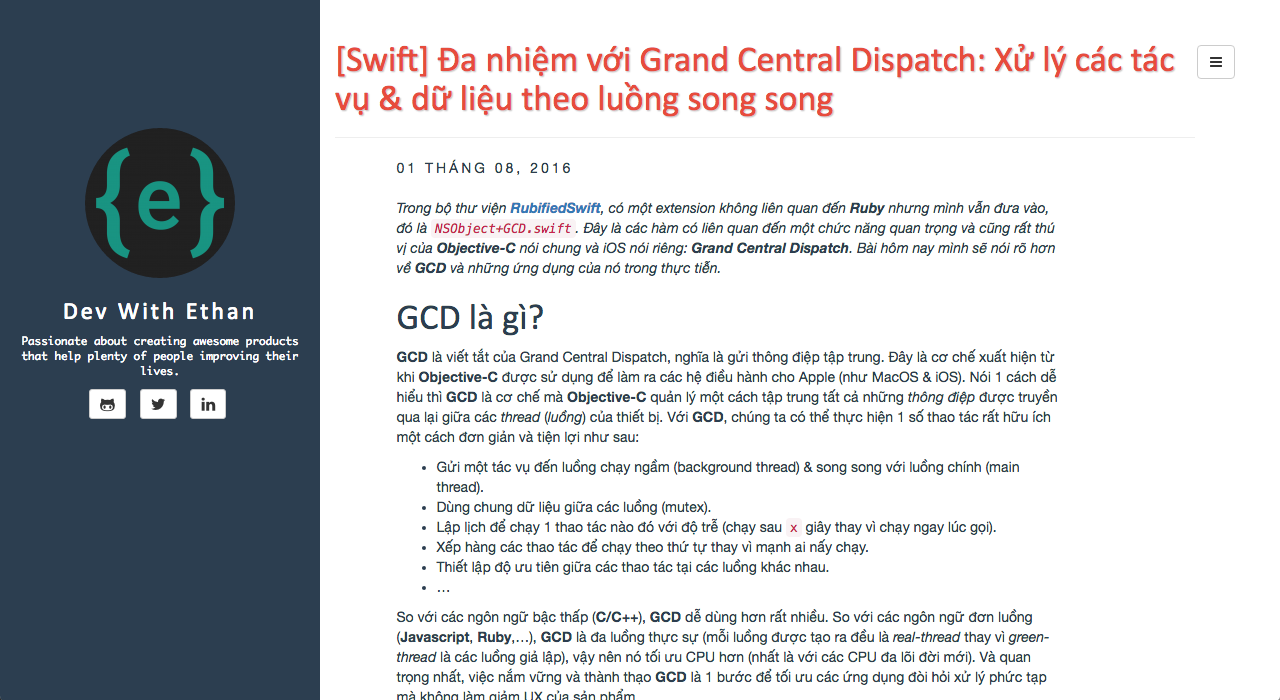 {e}
Dev With Ethan
Passionate about creating awesome products
that help plenty of people improving their
lives.
[Swift] Đa nhiệm với Grand Central Dispatch: Xử lý các tác
vụ & dữ liệu theo luồng song song
01 THÁNG 08, 2016
Trong bộ thư viện RubifiedSwift, có một extension không liên quan đến Ruby nhưng mình vẫn đưa vào,
đó là NSObject+GCD.swift. Đây là các hàm có liên quan đến một chức năng quan trọng và cũng rất thú
vị của Objective-C nói chung và iOS nói riêng: Grand Central Dispatch. Bài hôm nay mình sẽ nói rõ hơn
về GCD và những ứng dụng của nó trong thực tiễn.
GCD là gì?
GCD là viết tắt của Grand Central Dispatch, nghĩa là gửi thông điệp tập trung. Đây là cơ chế xuất hiện từ
khi Objective-C được sử dụng để làm ra các hệ điều hành cho Apple (như MacOS & iOS). Nói 1 cách dễ
hiểu thì GCD là cơ chế mà Objective-C quản lý một cách tập trung tất cả những thông điệp được truyền
qua lại giữa các thread (luồng) của thiết bị. Với GCD, chúng ta có thể thực hiện 1 số thao tác rất hữu ích
một cách đơn giản và tiện lợi như sau:
• Gửi một tác vụ đến luồng chạy ngầm (background thread) & song song với luồng chính (main
thread).
• Dùng chung dữ liệu giữa các luồng (mutex).
• Lập lịch để chạy 1 thao tác nào đó với độ trễ (chạy sau x giây thay vì chạy ngay lúc gọi).
• Xếp hàng các thao tác để chạy theo thứ tự thay vì mạnh ai nấy chạy.
• Thiết lập độ ưu tiên giữa các thao tác tại các luồng khác nhau.
• …
So với các ngôn ngữ bậc thấp (C/C++), GCD dễ dùng hơn rất nhiều. So với các ngôn ngữ đơn luồng
(Javascript, Ruby,…), GCD là đa luồng thực sự (mỗi luồng được tạo ra đều là real-thread thay vì green-
thread là các luồng giả lập), vậy nên nó tối ưu CPU hơn (nhất là với các CPU đa lõi đời mới). Và quan
trọng nhất, việc nắm vững và thành thạo GCD là 1 bước để tối ưu các ứng dụng đòi hỏi xử lý phức tạp
mà không làm giảm UX của sản phẩm.